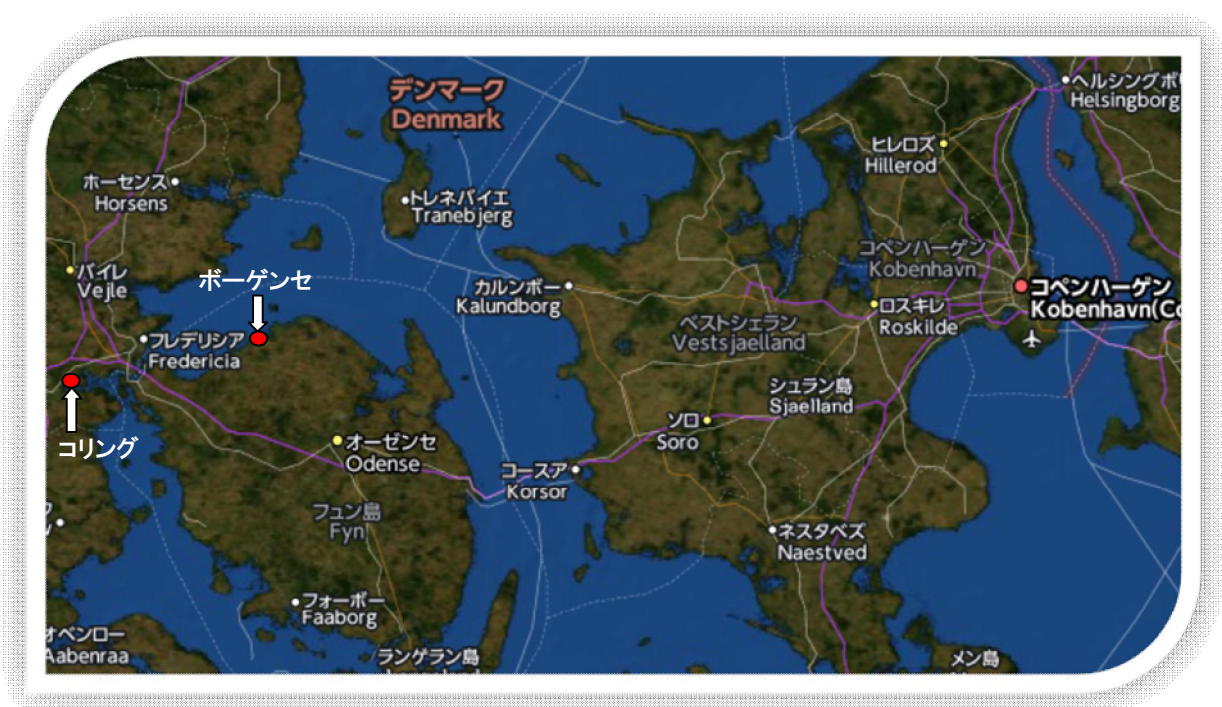 デンマーク
Denmark
ヘルシングボ
Helsingborg
ヒレロズ
Hillerod
ホーセンス
Horsens
トレネバイエ
Tranebjerg
コペンハーゲン
Kobenhavn
バイレ
Vejle
ボーゲンセ
カルンボー
Kalundborg
コペンハーゲン
Kobenhavn(Co
ロスキレ
Roskilde
ベストシェラン
Vestsjaelland
フレデリシア
Fredericia
シェラン島
Sjaelland
ソロ
Soro
コリング
オーゼンセ
Odense
コースア
Korsor
フュン島
Fyn
ネスタベズ
Naestved
フォーボー
Faaborg
オベンロー
Aabenraa
ランゲラン島
メン島